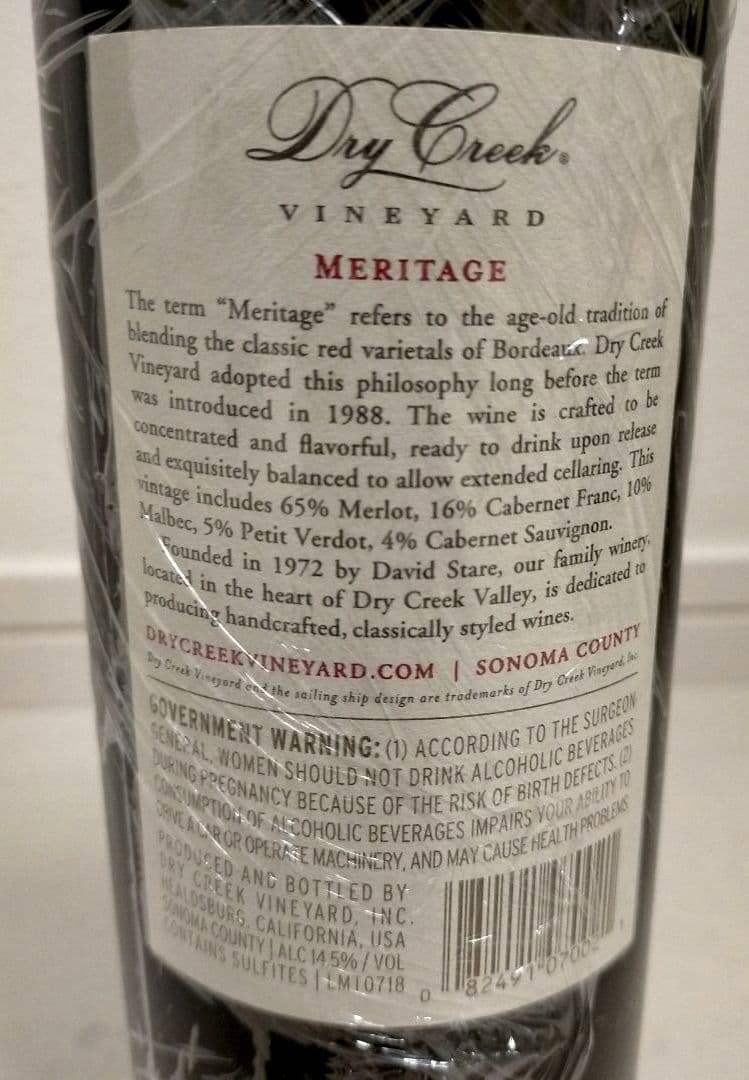 Dry Creek®
VINEYARD
MERITAGE
The term “Meritage” refers to the age-old tradition of
blending the classic red varietals of Bordeaux. Dry Creek
Vineyard adopted this philosophy long before the term
was introduced in 1988. The wine is crafted to be
concentrated and flavorful, ready to drink upon release
and exquisitely balanced to allow extended cellaring. This
vintage includes 65% Merlot, 16% Cabernet Franc, 10%
Malbec, 5% Petit Verdot, 4% Cabernet Sauvignon.
Founded in 1972 by David Stare, our family winery,
located in the heart of Dry Creek Valley, is dedicated to
producing handcrafted, classically styled wines.
DRYCREEKVINEYARD.COM | SONOMA COUNTY
Dry Creek Vineyard and the sailing ship design are trademarks of Dry Creek Vineyard, Inc.
GOVERNMENT WARNING: (1) ACCORDING TO THE SURGEON
GENERAL, WOMEN SHOULD NOT DRINK ALCOHOLIC BEVERAGES
DURING PREGNANCY BECAUSE OF THE RISK OF BIRTH DEFECTS. (2)
CONSUMPTION OF ALCOHOLIC BEVERAGES IMPAIRS YOUR ABILITY TO
DRIVE A CAR OR OPERATE MACHINERY, AND MAY CAUSE HEALTH PROBLEMS.
PRODUCED AND BOTTLED BY
DRY CREEK VINEYARD, INC.
HEALDSBURG, CALIFORNIA, USA
SONOMA COUNTY | ALC 14.5% / VOL
CONTAINS SULFITES | LM10718
0